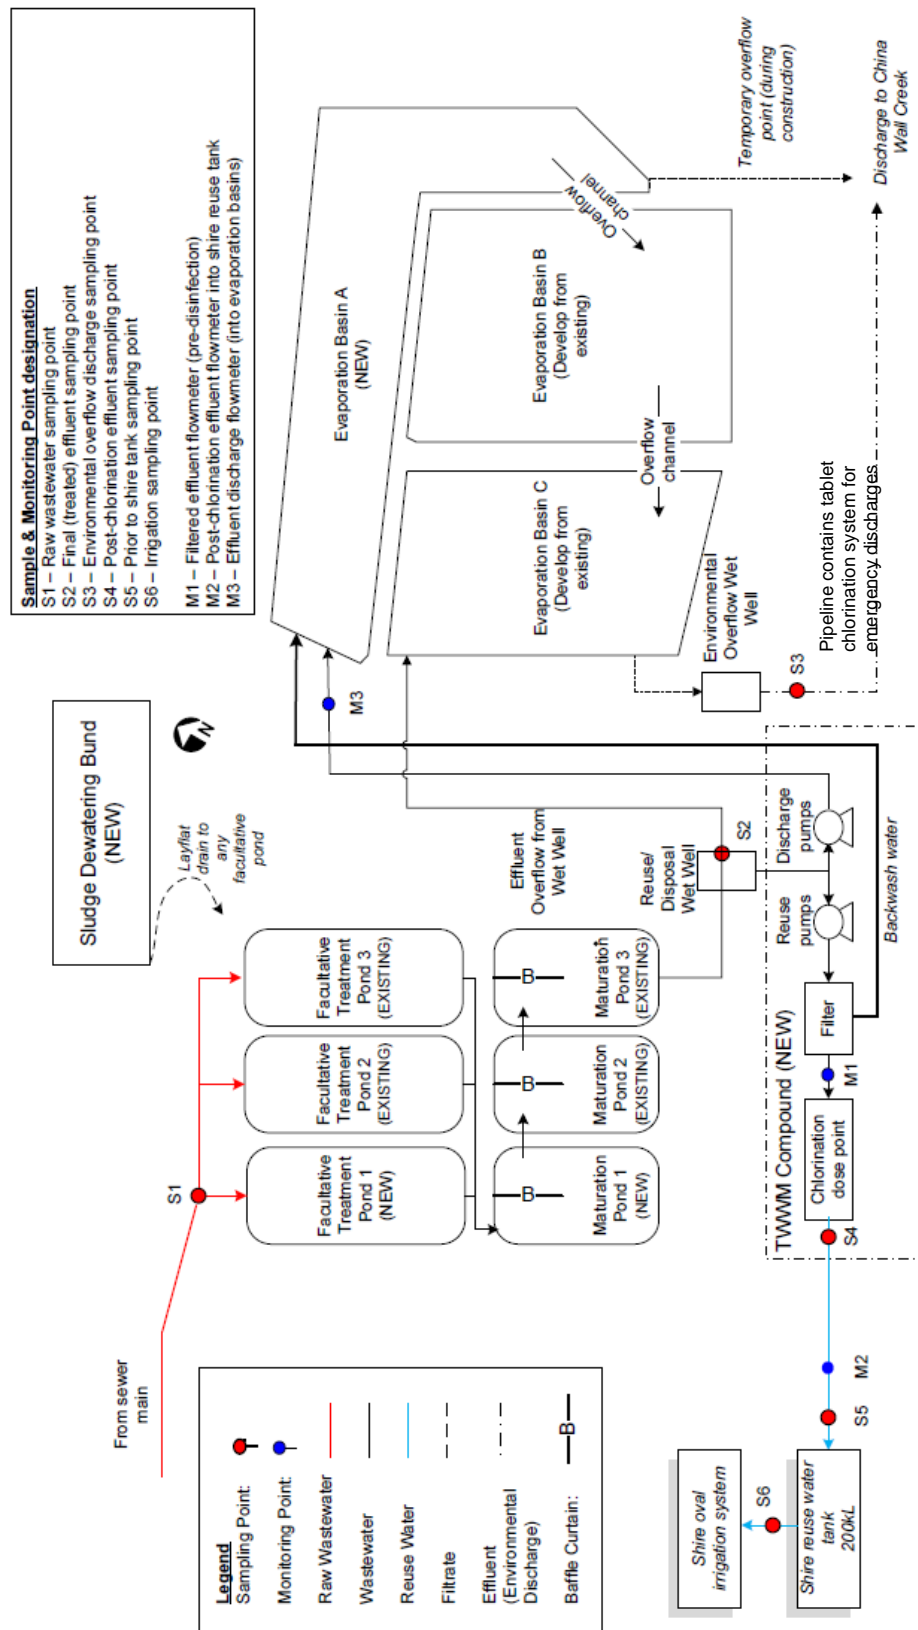 Sample & Monitoring Point designation
S1 – Raw wastewater sampling point
S2 – Final (treated) effluent sampling point
S3 – Environmental overflow discharge sampling point
S4 – Post-chlorination effluent sampling point
S5 – Prior to shire tank sampling point
S6 – Irrigation sampling point
M1 – Filtered effluent flowmeter (pre-disinfection)
M2 – Post-chlorination effluent flowmeter into shire reuse tank
M3 – Effluent discharge flowmeter (into evaporation basins)
Sludge Dewatering Bund
(NEW)
N
Layflat
drain to
any
facultative
pond
From sewer
main
S1
Facultative
Treatment
Pond 1
(NEW)
Facultative
Treatment
Pond 2
(EXISTING)
Facultative
Treatment
Pond 3
(EXISTING)
B
B
B
Maturation
Pond 1
(NEW)
Maturation
Pond 2
(EXISTING)
Maturation
Pond 3
(EXISTING)
Effluent
Overflow from
Wet Well
Reuse/
Disposal
Wet Well
S2
M3
Evaporation Basin A
(NEW)
Overflow
channel
Evaporation Basin B
(Develop from
existing)
Overflow
channel
Evaporation Basin C
(Develop from
existing)
Environmental
Overflow Wet
Well
S3
Temporary overflow
point (during
construction)
Discharge to China
Wall Creek
Pipeline contains tablet
chlorination system for
emergency discharges
TWWM Compound (NEW)
Discharge
pumps
Reuse
pumps
Filter
M1
Chlorination
dose point
S4
Backwash water
M2
S5
Shire reuse water
tank
200kL
S6
Shire oval
irrigation system
Legend
Sampling Point:
Monitoring Point:
Raw Wastewater
Wastewater
Reuse Water
Filtrate
Effluent
(Environmental
Discharge)
Baffle Curtain:
B